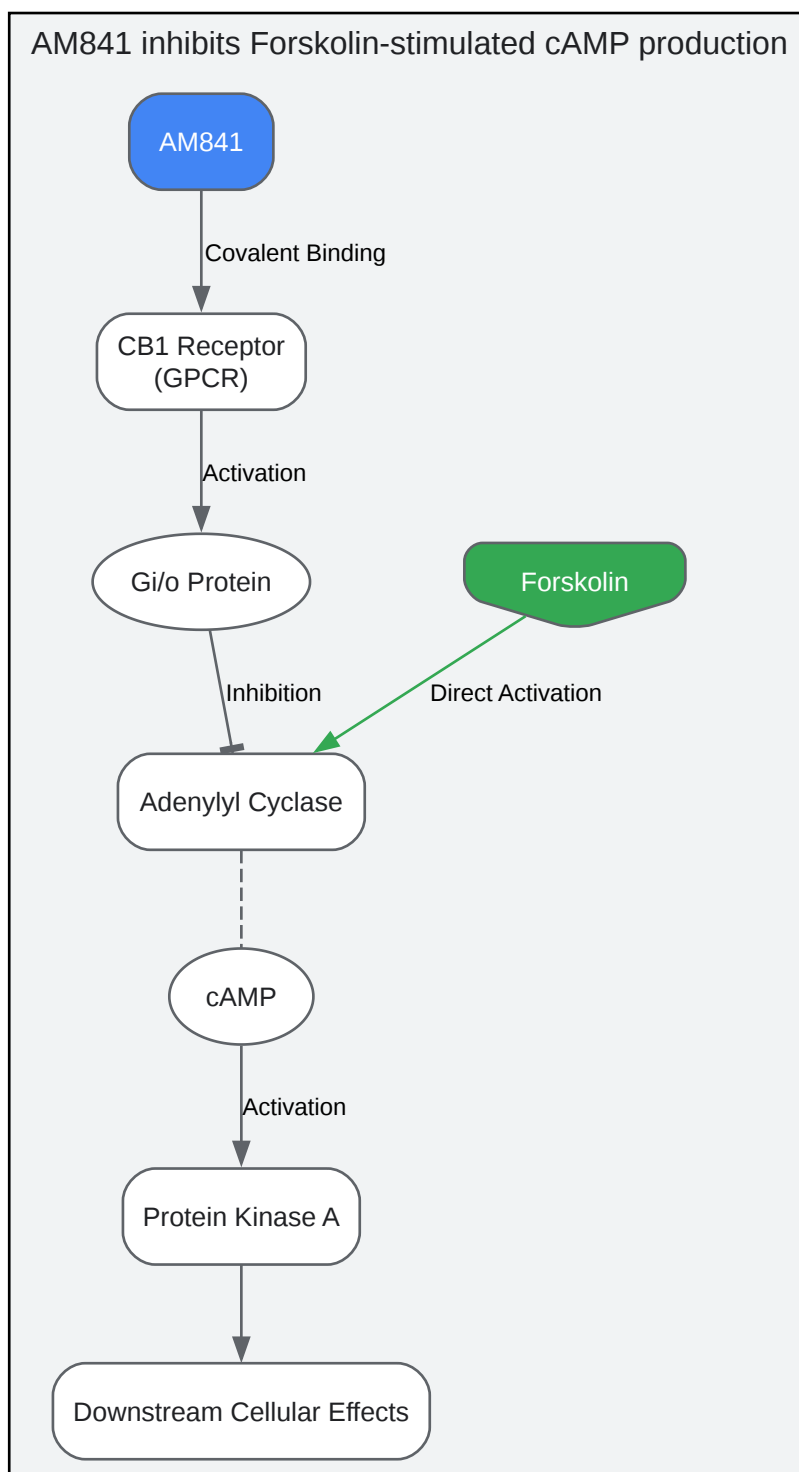 AM841 inhibits Forskolin-stimulated cAMP production
AM841
Covalent Binding
CB1 Receptor
(GPCR)
Activation
Gi/o Protein
Forskolin
Inhibition
Direct Activation
Adenylyl Cyclase
cAMP
Activation
Protein Kinase A
Downstream Cellular Effects